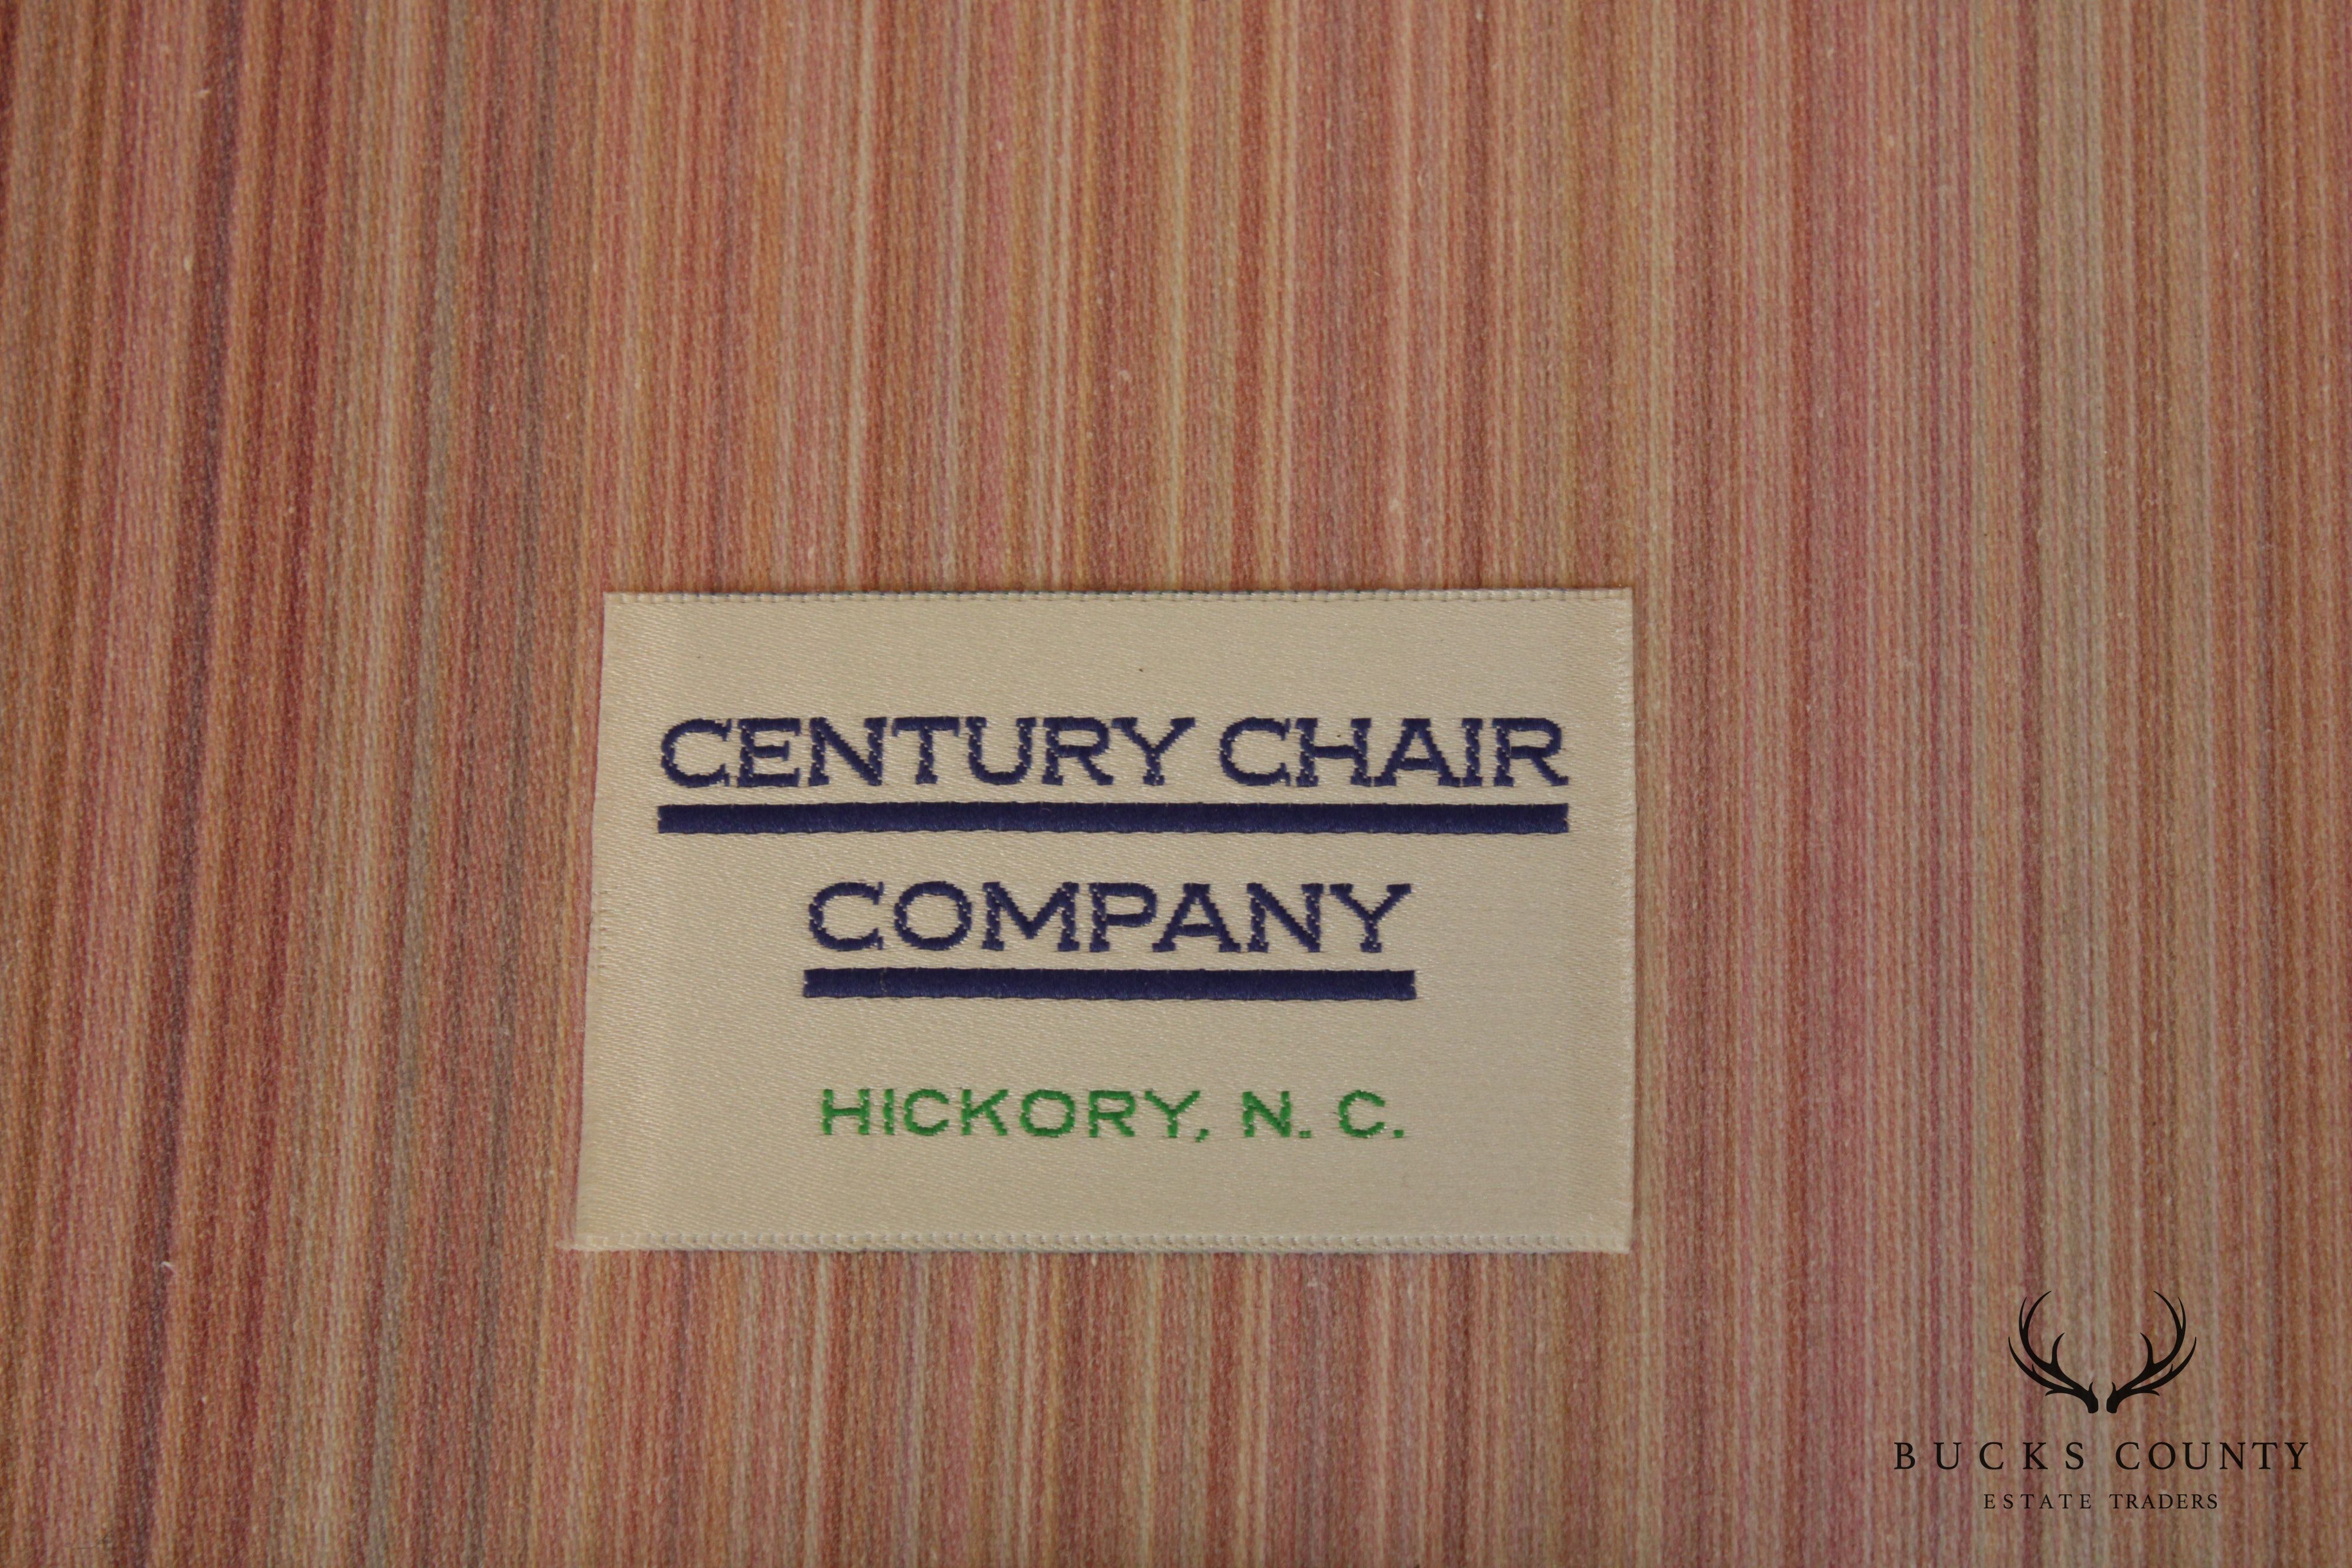 CENTURY CHAIR
COMPANY
HICKORY, N. C.
BUCKS COUNTY
ESTATE TRADERS